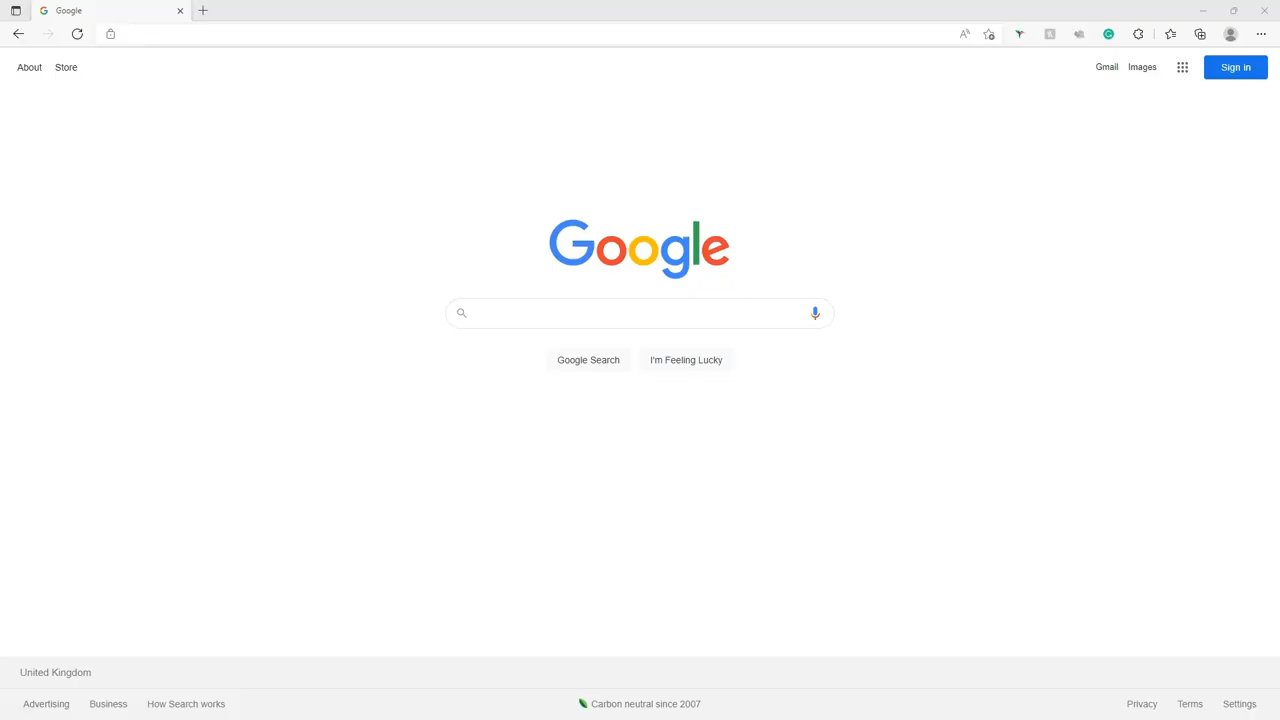 Google
About Store Gmail Images Sign in
Google
Google Search I'm Feeling Lucky
United Kingdom
Advertising Business How Search works Carbon neutral since 2007 Privacy Terms Settings